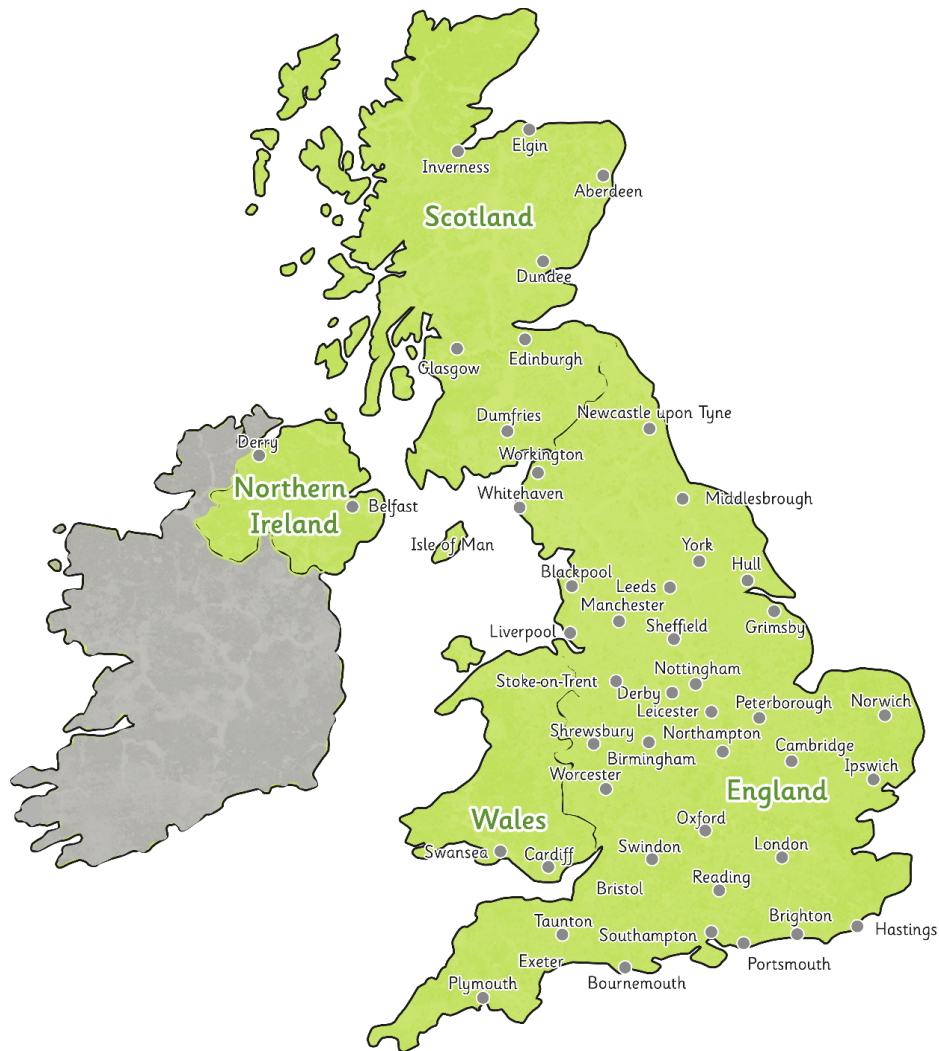 Elgin
Inverness
Aberdeen
Scotland
Dundee
Edinburgh
Glasgow
Dumfries
Newcastle upon Tyne
Derry
Workington
Northern
Ireland
Whitehaven
Middlesbrough
Belfast
Isle of Man
York
Hull
Blackpool
Leeds
Manchester
Sheffield
Grimsby
Liverpool
Nottingham
Stoke-on-Trent
Derby
Peterborough
Norwich
Leicester
Shrewsbury
Northampton
Birmingham
Cambridge
Ipswich
Worcester
England
Wales
Oxford
Swansea
Cardiff
Swindon
London
Reading
Bristol
Taunton
Brighton
Southampton
Hastings
Exeter
Portsmouth
Plymouth
Bournemouth